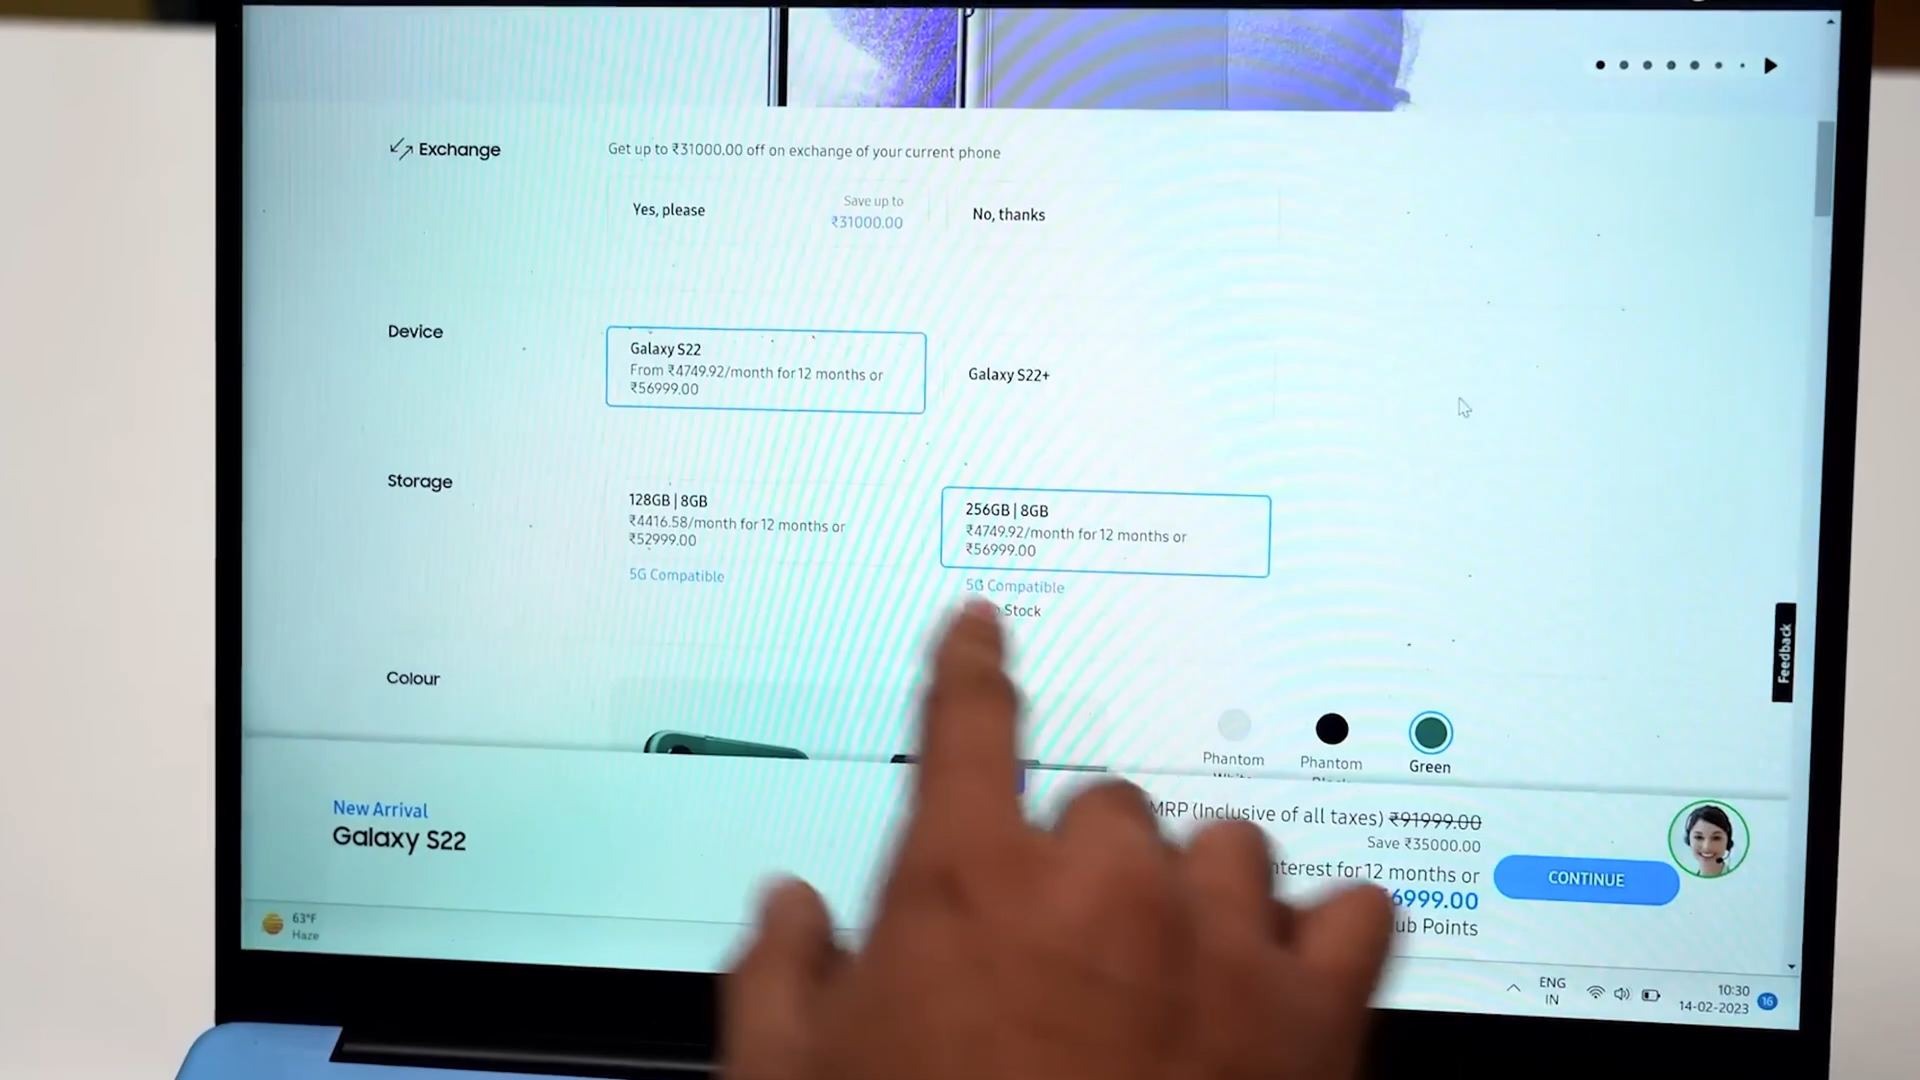 Exchange
Get up to ₹31000.00 off on exchange of your current phone
Yes, please
Save up to
₹31000.00
No, thanks
Device
Galaxy S22
From ₹4749.92/month for 12 months or
₹56999.00
Galaxy S22+
Storage
128GB | 8GB
₹4416.58/month for 12 months or
₹52999.00
5G Compatible
256GB | 8GB
₹4749.92/month for 12 months or
₹56999.00
5G Compatible
Stock
Feedback
Colour
Phantom
Phantom
Green
New Arrival
Galaxy S22
MRP (Inclusive of all taxes) ₹91999.00
Save ₹35000.00
for 12 months or
6999.00
Points
CONTINUE
63°F
Haze
ENG
IN
10:30
14-02-2023
16